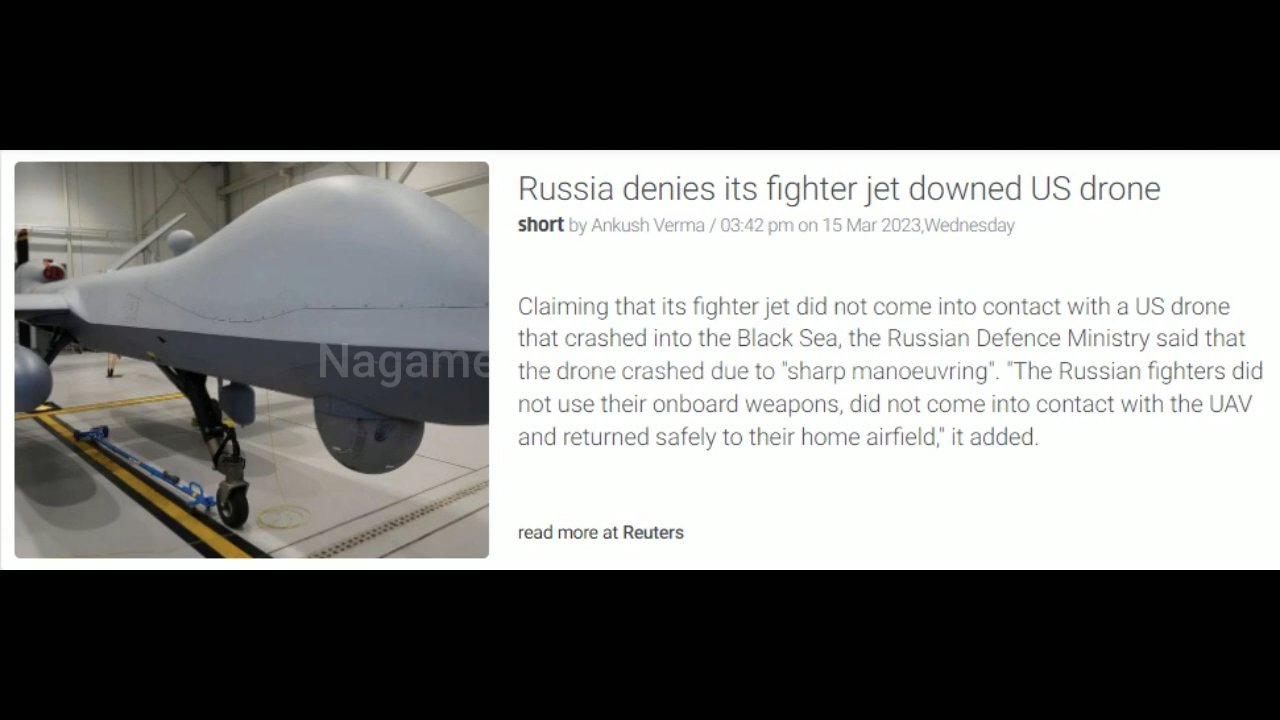 Russia denies its fighter jet downed US drone
short by Ankush Verma / 03:42 pm on 15 Mar 2023,Wednesday
Claiming that its fighter jet did not come into contact with a US drone
that crashed into the Black Sea, the Russian Defence Ministry said that
the drone crashed due to "sharp manoeuvring". "The Russian fighters did
not use their onboard weapons, did not come into contact with the UAV
and returned safely to their home airfield," it added.
Nagame
read more at Reuters